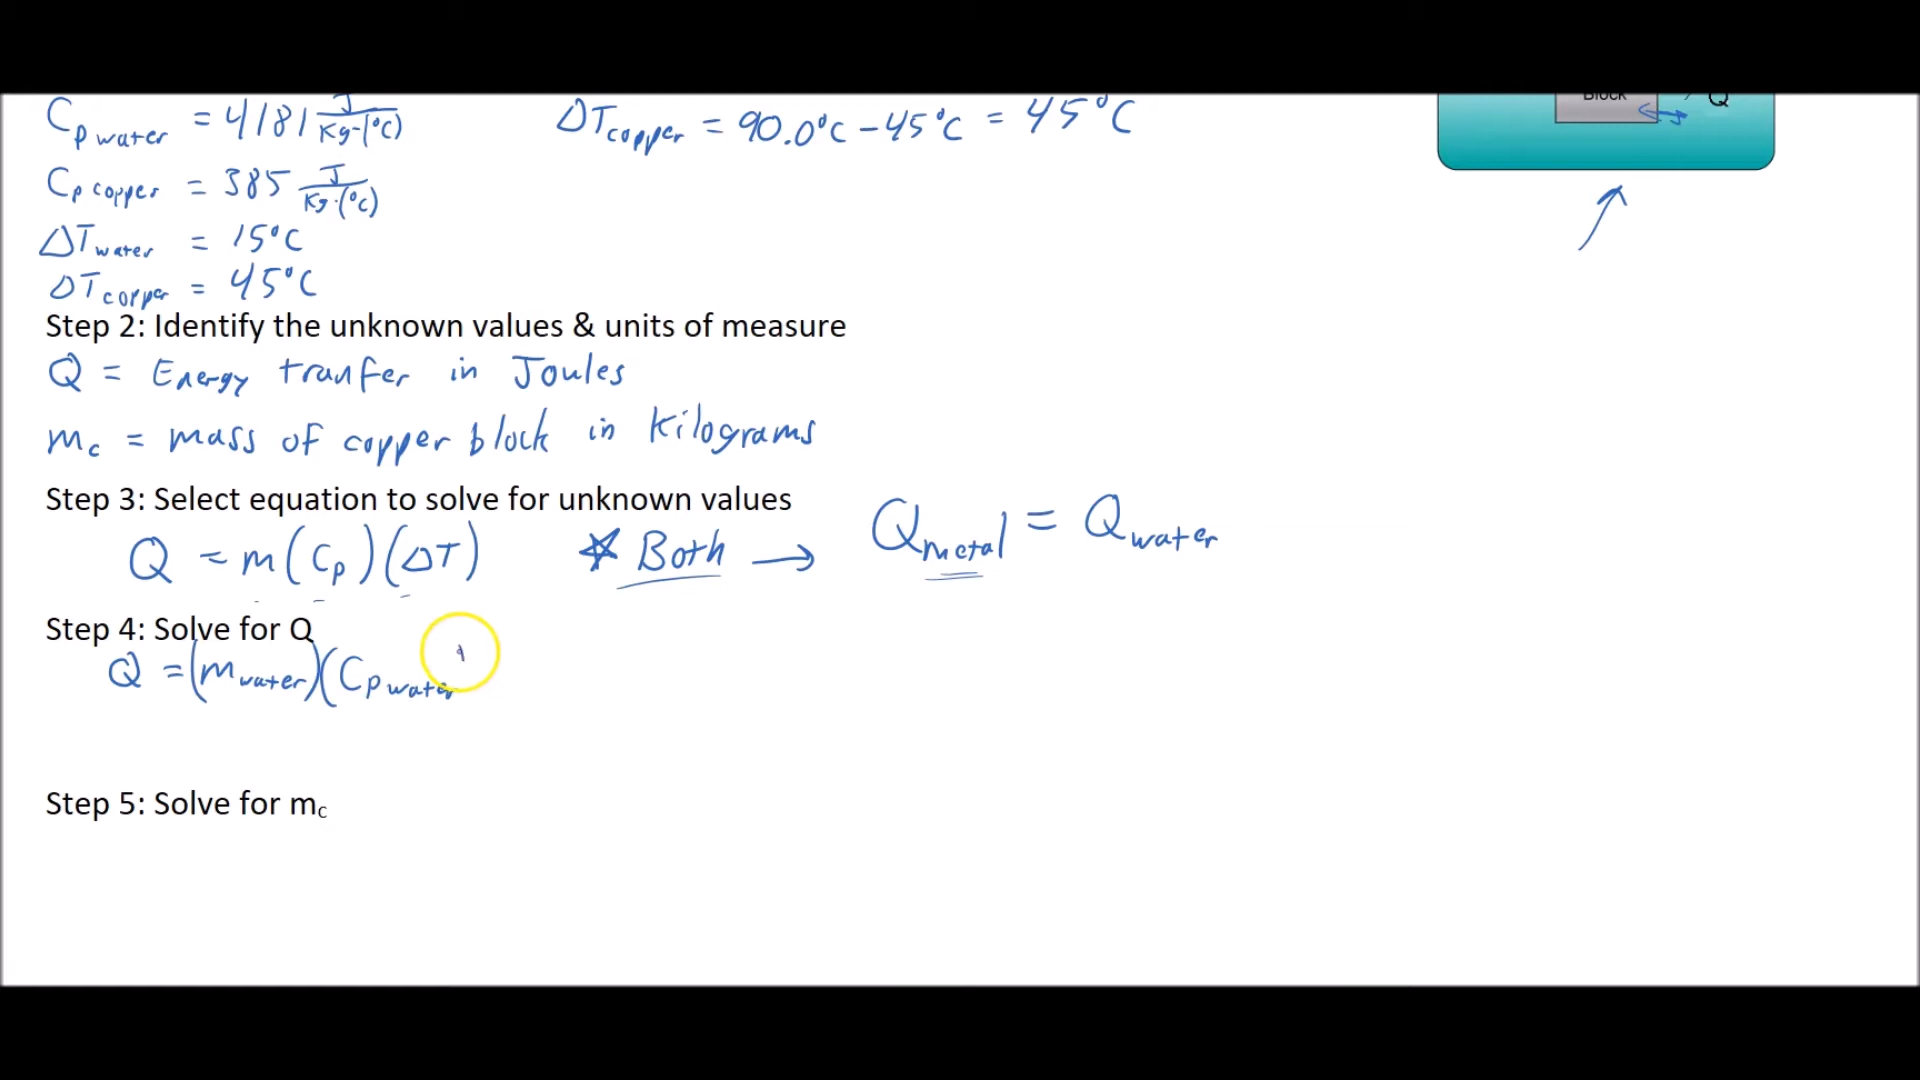 Cp water = 4181 J/Kg-(°C)
ΔTcopper = 90.0°C - 45°C = 45°C
Block
Q
Cp copper = 385 J/Kg·(°C)
ΔTwater = 15°C
ΔTcopper = 45°C
Step 2: Identify the unknown values & units of measure
Q = Energy tranfer in Joules
mc = mass of copper block in Kilograms
Step 3: Select equation to solve for unknown values
Q = m(Cp)(ΔT) ☆ Both → Qmetal = Qwater
Step 4: Solve for Q
Q = (mwater)(Cp water
Step 5: Solve for mc